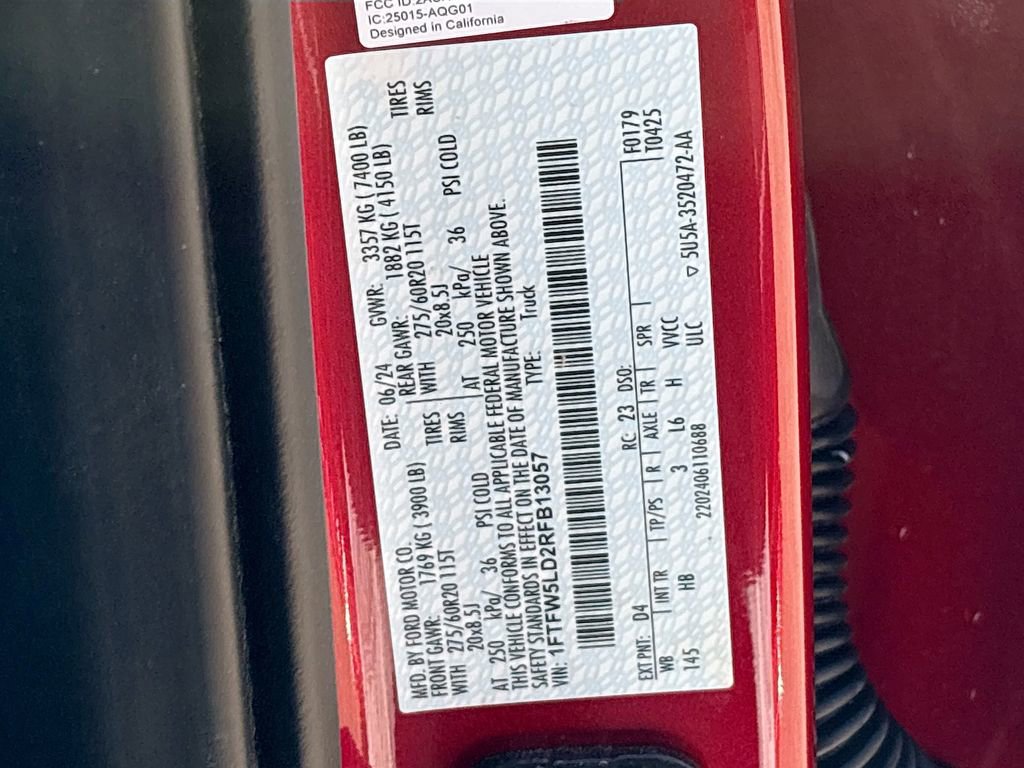 FCC ID:
IC:25015-AQG01
Designed in California
MFD. BY FORD MOTOR CO.
DATE: 06/24 GVWR: 3357 KG ( 7400 LB)
FRONT GAWR: 1769 KG ( 3900 LB)
REAR GAWR: 1882 KG ( 4150 LB)
WITH 275/60R20 115T TIRES
WITH 275/60R20 115T TIRES
20x8.5J RIMS
20x8.5J RIMS
AT 250 kPa/ 36 PSI COLD
AT 250 kPa/ 36 PSI COLD
THIS VEHICLE CONFORMS TO ALL APPLICABLE FEDERAL MOTOR VEHICLE
SAFETY STANDARDS IN EFFECT ON THE DATE OF MANUFACTURE SHOWN ABOVE.
VIN: 1FTFW5LD2RFB13057 TYPE: Truck
F0179
EXT PNT: D4 RC: 23 DSO: T0425
WB INT TR TP/PS R AXLE TR SPR
145 HB 3 L6 H VVCC
2202406110688 ULC ▽ 5U5A-3520472-AA